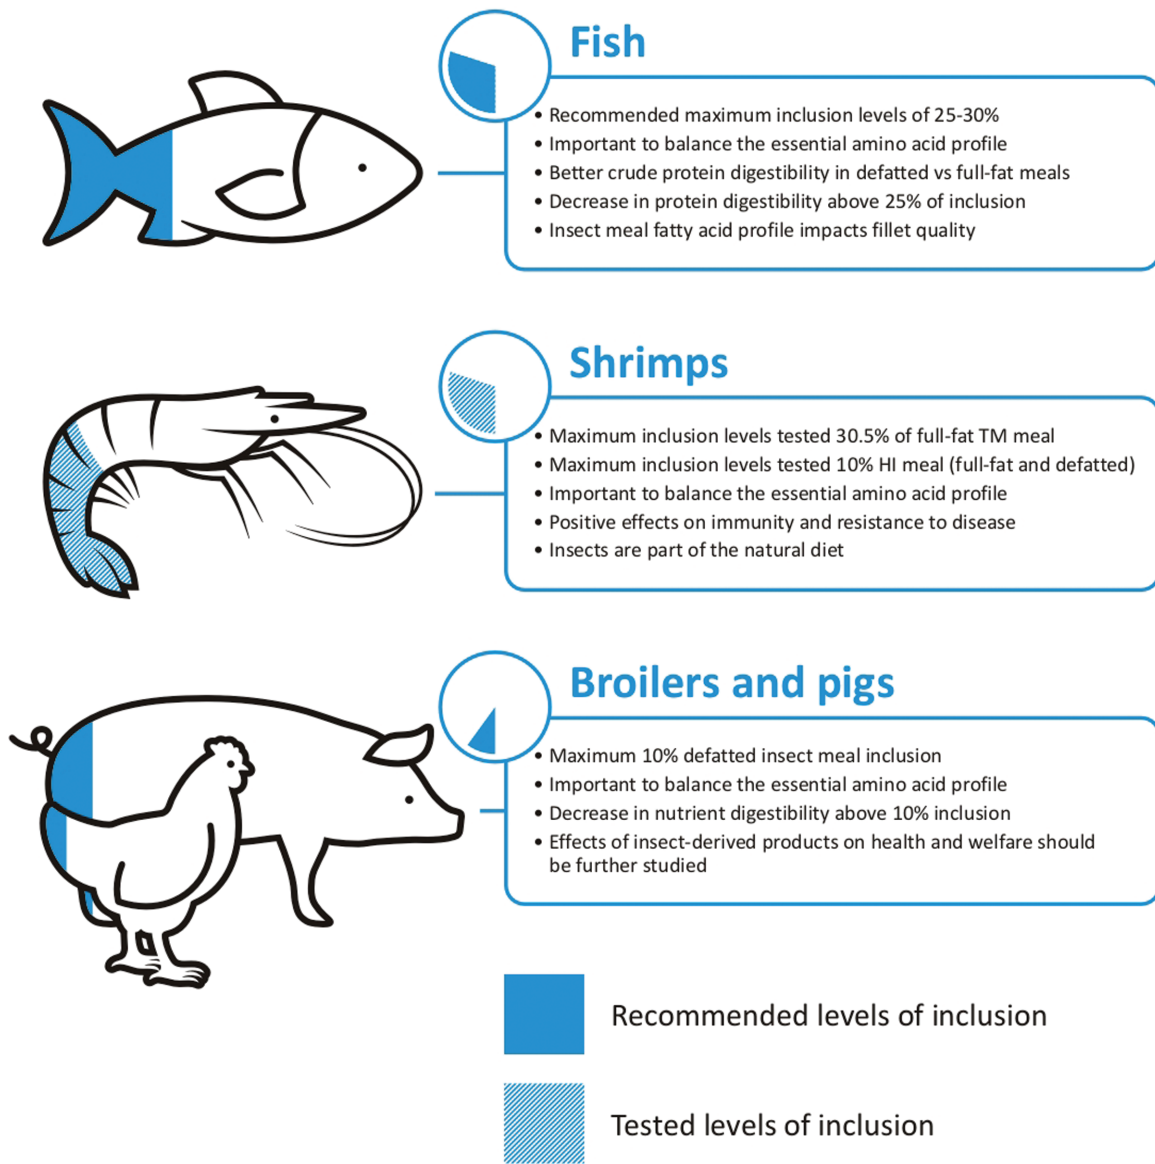 Fish
• Recommended maximum inclusion levels of 25-30%
• Important to balance the essential amino acid profile
• Better crude protein digestibility in defatted vs full-fat meals
• Decrease in protein digestibility above 25% of inclusion
• Insect meal fatty acid profile impacts fillet quality
Shrimps
• Maximum inclusion levels tested 30.5% of full-fat TM meal
• Maximum inclusion levels tested 10% HI meal (full-fat and defatted)
• Important to balance the essential amino acid profile
• Positive effects on immunity and resistance to disease
• Insects are part of the natural diet
Broilers and pigs
• Maximum 10% defatted insect meal inclusion
• Important to balance the essential amino acid profile
• Decrease in nutrient digestibility above 10% inclusion
• Effects of insect-derived products on health and welfare should
be further studied
Recommended levels of inclusion
Tested levels of inclusion